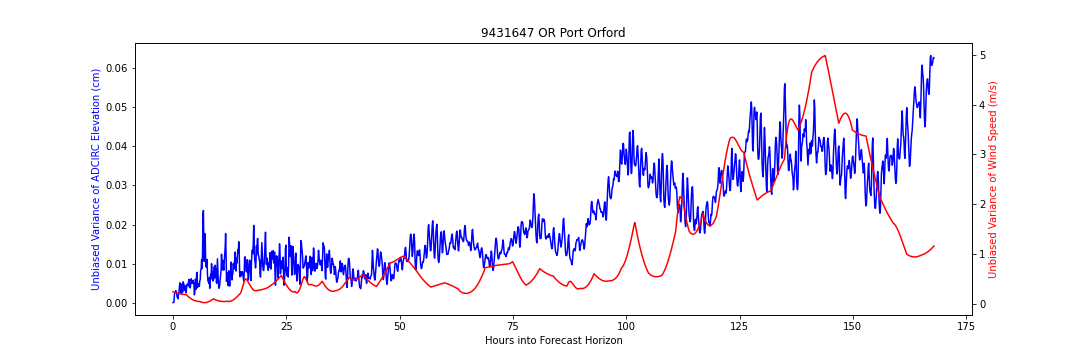 9431647 OR Port Orford
Unbiased Variance of ADCIRC Elevation (cm)
0.06
0.05
0.04
0.03
0.02
0.01
0.00
5
4
3
2
1
0
Unbiased Variance of Wind Speed (m/s)
0 25 50 75 100 125 150 175
Hours into Forecast Horizon